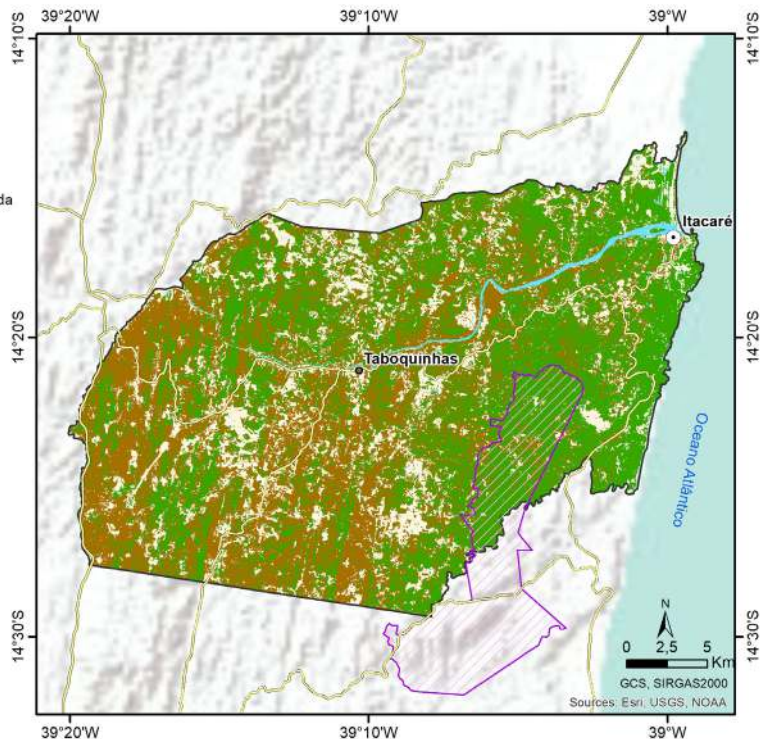 39°20'W
39°10'W
39°W
14°10'S
14°10'S
da
Itacaré
14°20'S
14°20'S
Taboquinhas
Oceano Atlântico
14°30'S
14°30'S
N
0 2,5 5
Km
GCS, SIRGAS2000
Sources: Esri, USGS, NOAA
39°20'W
39°10'W
39°W